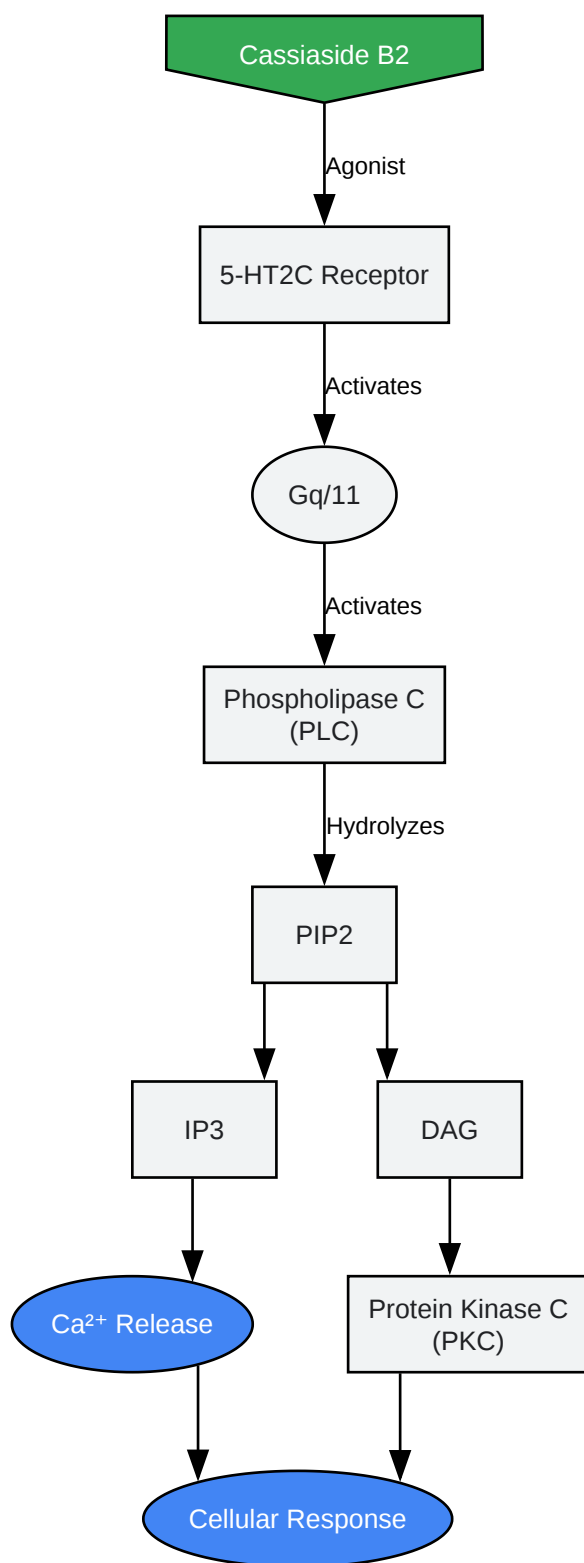 Cassiaside B2
Agonist
5-HT2C Receptor
Activates
Gq/11
Activates
Phospholipase C
(PLC)
Hydrolyzes
PIP2
IP3
DAG
Ca²⁺ Release
Protein Kinase C
(PKC)
Cellular Response